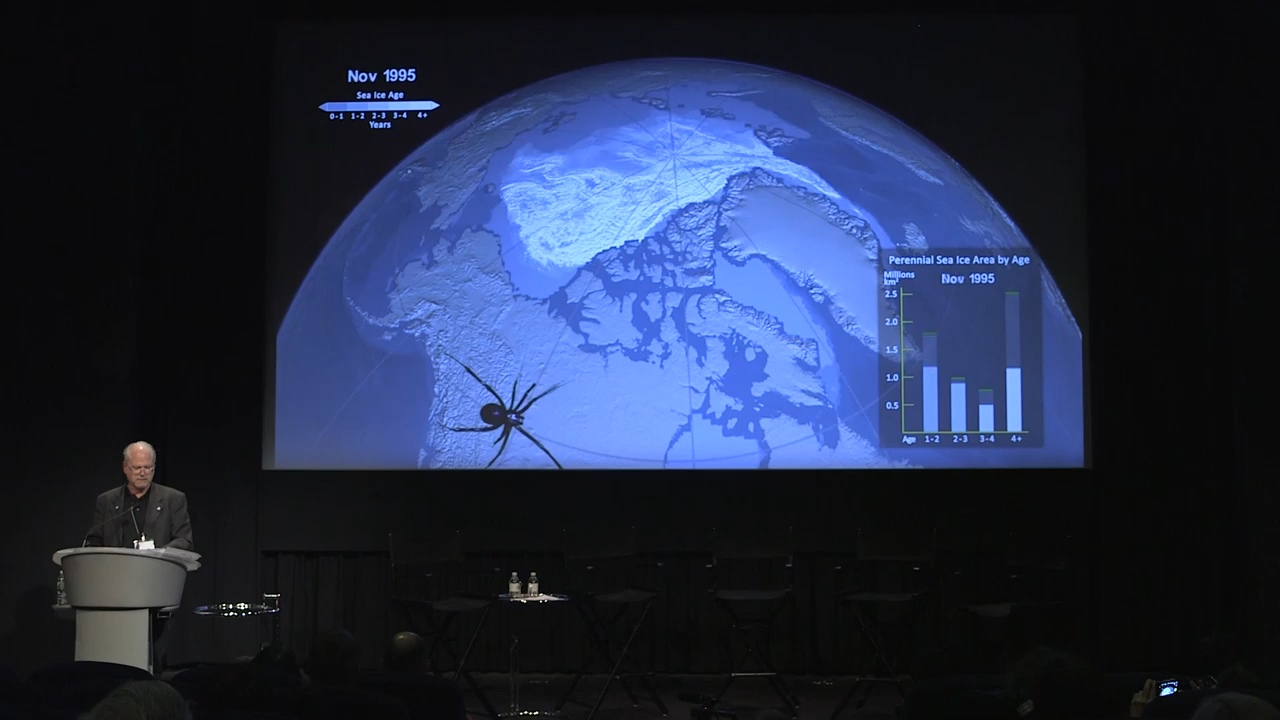 Nov 1995
Sea Ice Age
0-1 1-2 2-3 3-4 4+
Years
Perennial Sea Ice Area by Age
Millions
km²
Nov 1995
2.5
2.0
1.5
1.0
0.5
Age 1-2 2-3 3-4 4+